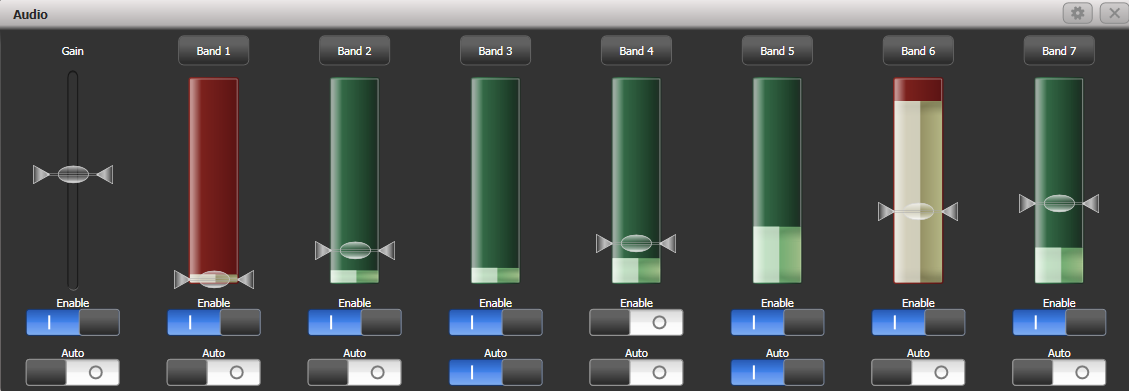 Audio
Gain Band 1 Band 2 Band 3 Band 4 Band 5 Band 6 Band 7
Enable Enable Enable Enable Enable Enable Enable Enable
Auto Auto Auto Auto Auto Auto Auto Auto